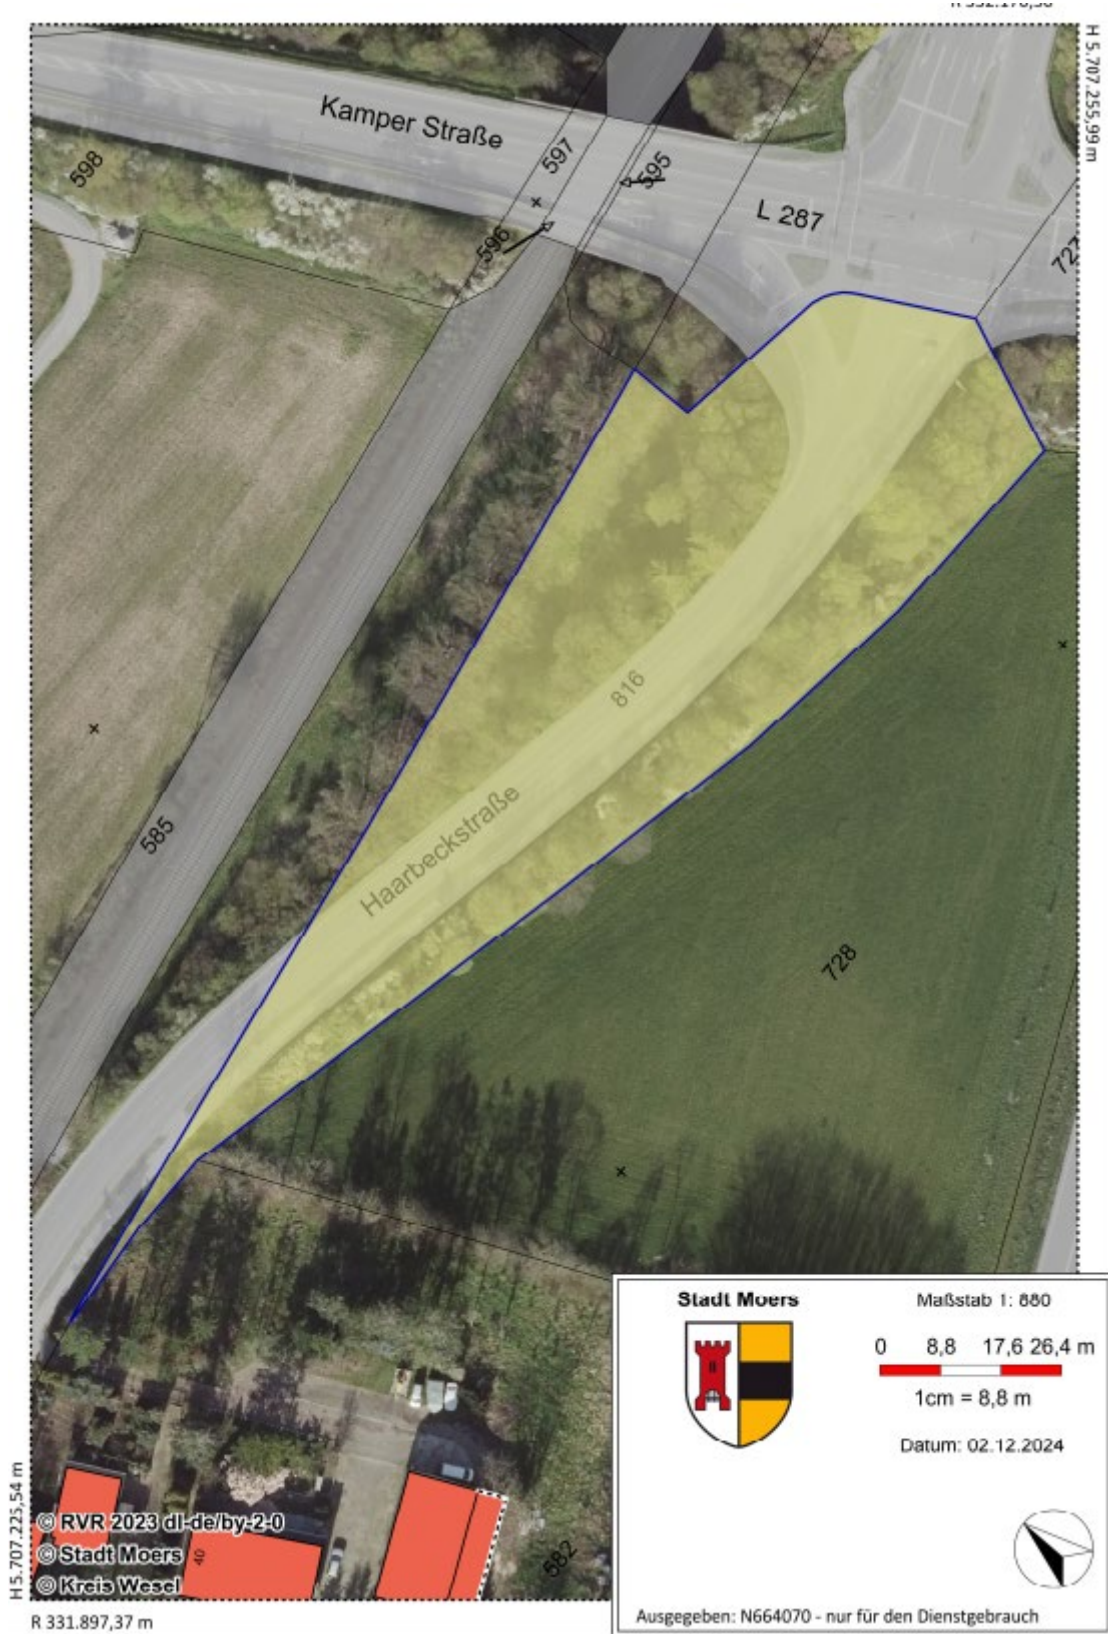 H 5.707.255,99 m
Kamper Straße
598
597
595
596
L 287
727
816
Haarbeckstraße
585
728
Stadt Moers
Maßstab 1: 880
0 8,8 17,6 26,4 m
1cm = 8,8 m
Datum: 02.12.2024
H 5.707.225,54 m
© RVR 2023 dl-de/by-2-0
© Stadt Moers
40
© Kreis Wesel
582
Ausgegeben: N664070 - nur für den Dienstgebrauch
R 331.897,37 m